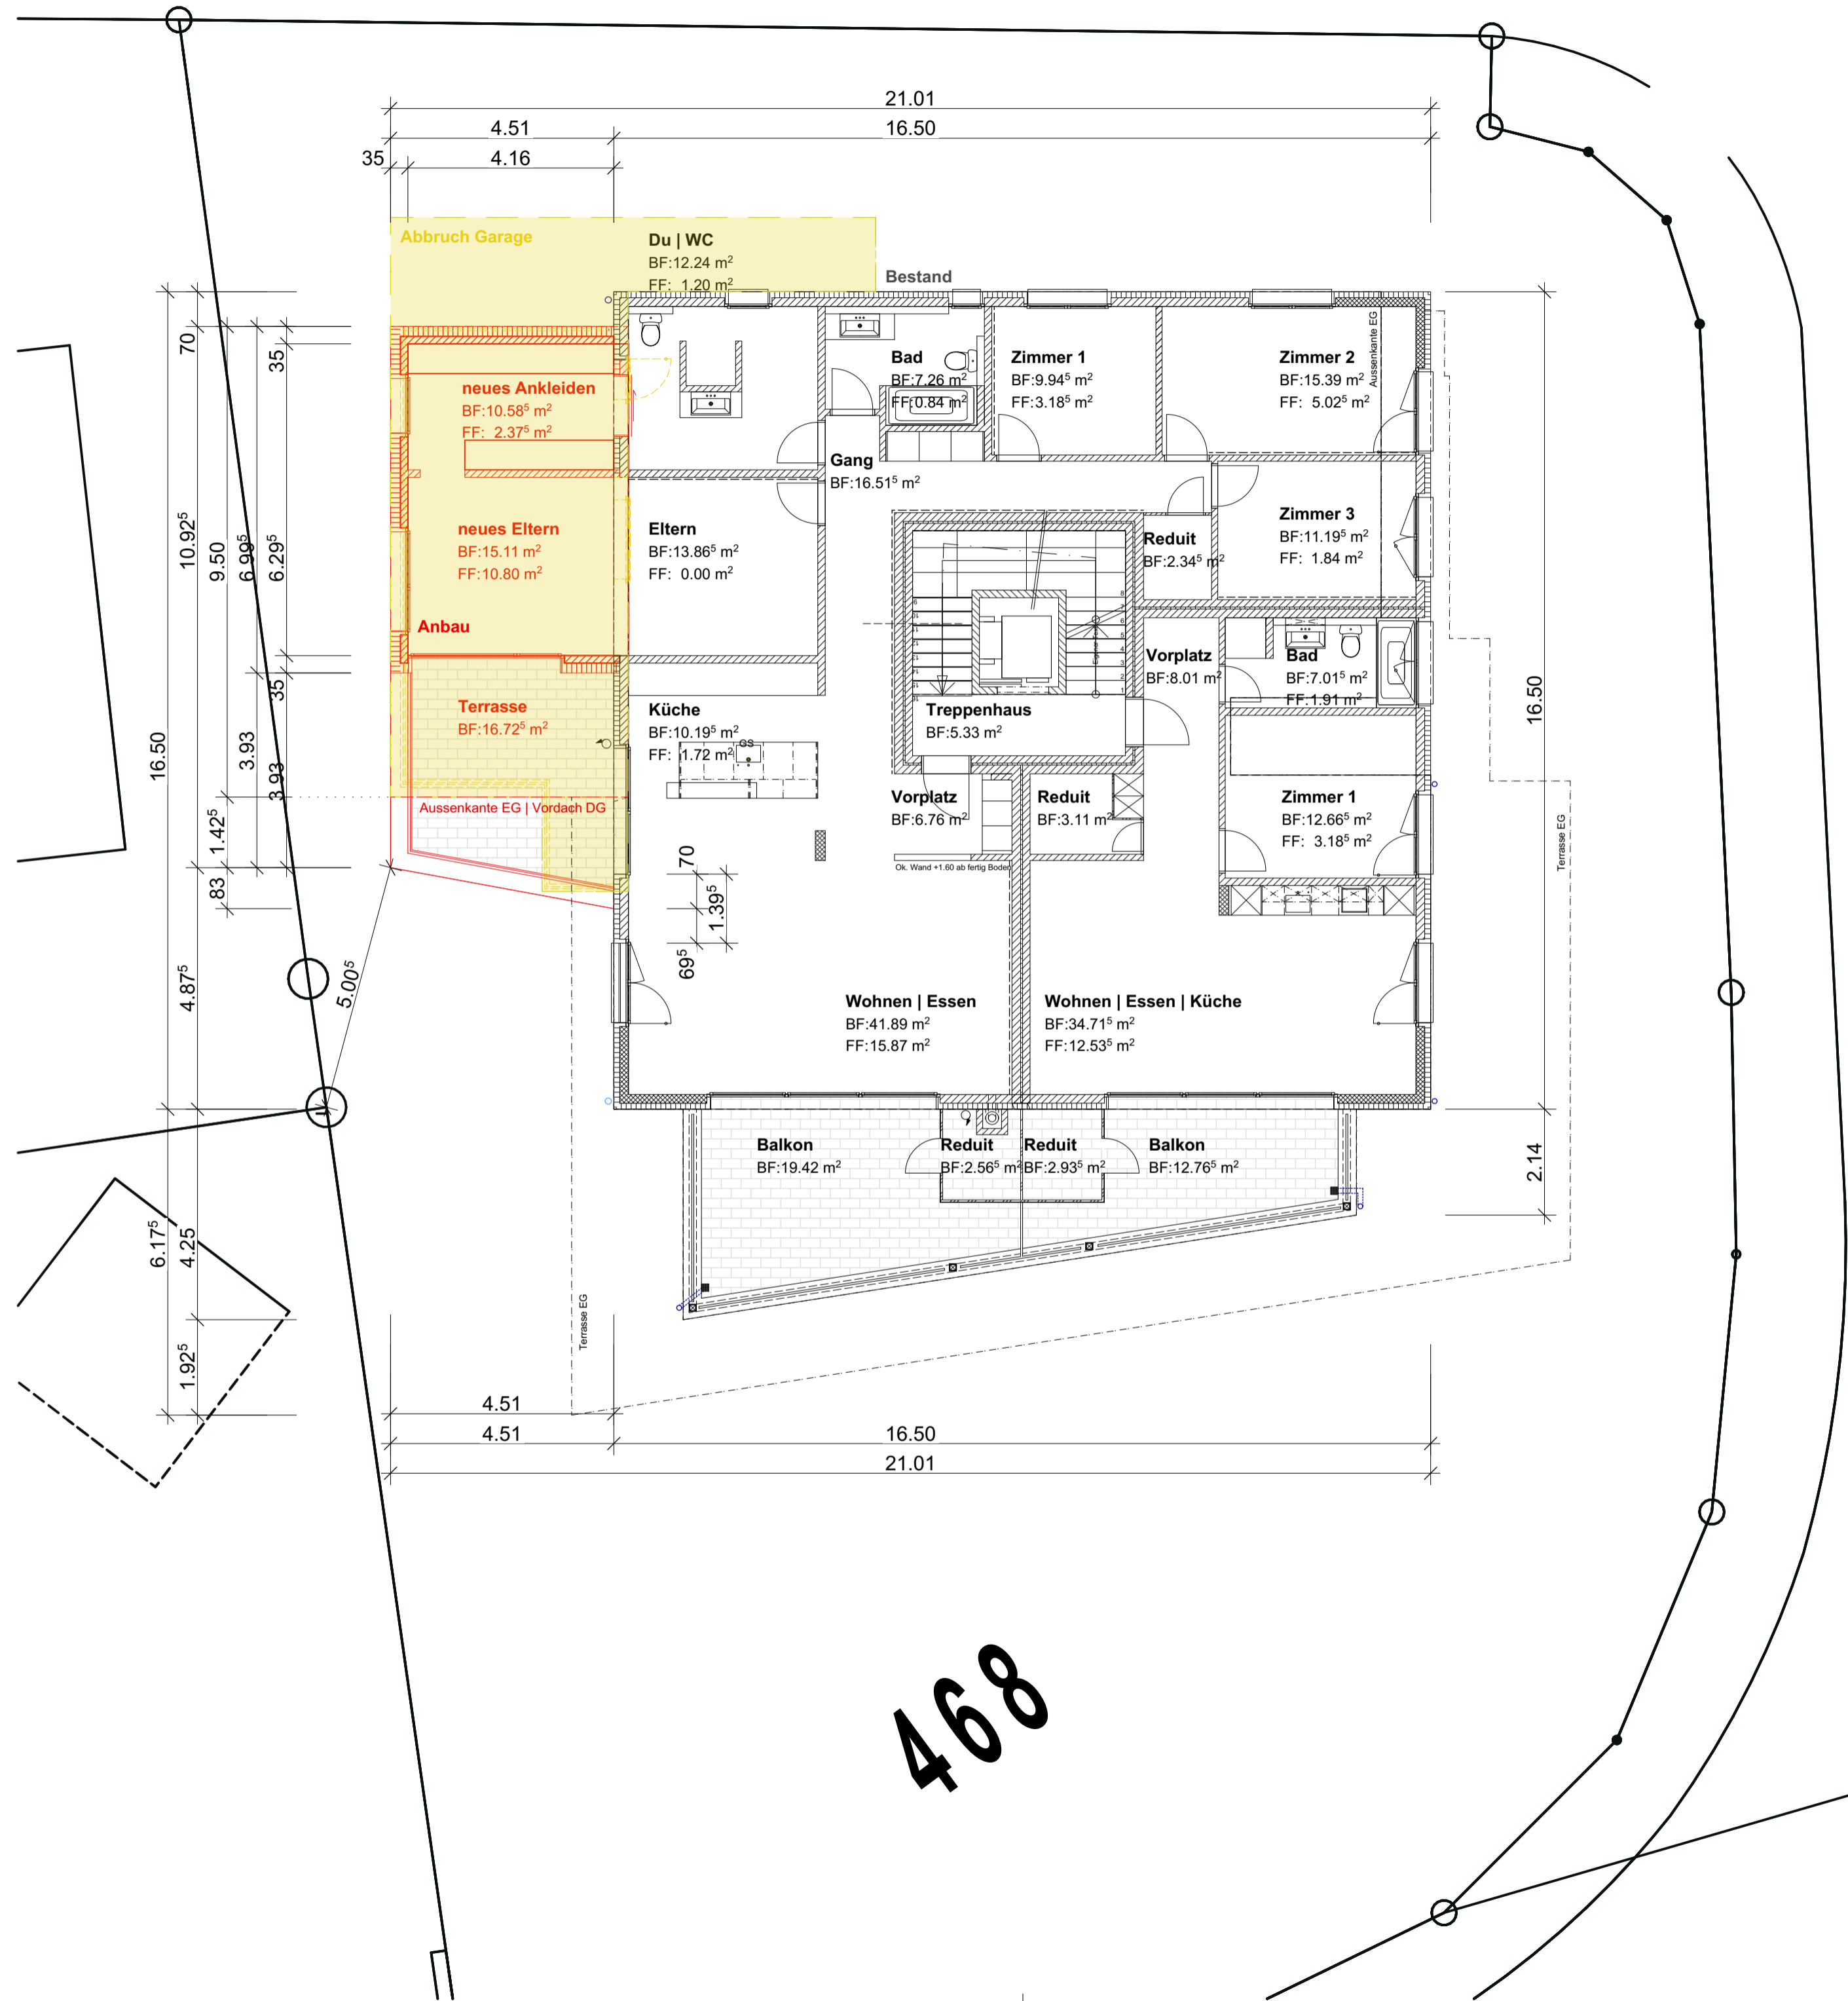 21.01
4.51
16.50
35
4.16
Abbruch Garage
Du | WC
BF:12.24 m²
FF: 1.20 m²
Bestand
70
35
neues Ankleiden
BF:10.58⁵ m²
FF: 2.37⁵ m²
Bad
BF:7.26 m²
FF:0.84 m²
Zimmer 1
BF:9.94⁵ m²
FF:3.18⁵ m²
Zimmer 2
BF:15.39 m²
FF: 5.02⁵ m²
Aussenkante EG
Gang
BF:16.51⁵ m²
10.92⁵
9.50
6.99⁵
6.29⁵
neues Eltern
BF:15.11 m²
FF:10.80 m²
Eltern
BF:13.86⁵ m²
FF: 0.00 m²
Reduit
BF:2.34⁵ m²
Zimmer 3
BF:11.19⁵ m²
FF: 1.84 m²
Anbau
8
7
6
5
4
3
2
1
Vorplatz
BF:8.01 m²
Bad
BF:7.01⁵ m²
FF:1.91 m²
16.50
3.93
35
3.93
Terrasse
BF:16.72⁵ m²
Küche
BF:10.19⁵ m²
FF: 1.72 m²
GS
Treppenhaus
BF:5.33 m²
16.50
Aussenkante EG | Vordach DG
Vorplatz
BF:6.76 m²
Reduit
BF:3.11 m²
Zimmer 1
BF:12.66⁵ m²
FF: 3.18⁵ m²
Terrasse EG
1.42⁵
83
Ok. Wand +1.60 ab fertig Boden
70
1.39⁵
69⁵
4.87⁵
5.00⁵
Wohnen | Essen
BF:41.89 m²
FF:15.87 m²
Wohnen | Essen | Küche
BF:34.71⁵ m²
FF:12.53⁵ m²
Balkon
BF:19.42 m²
Reduit
BF:2.56⁵ m²
Reduit
BF:2.93⁵ m²
Balkon
BF:12.76⁵ m²
2.14
6.17⁵
4.25
1.92⁵
Terrasse EG
4.51
4.51
16.50
21.01
468